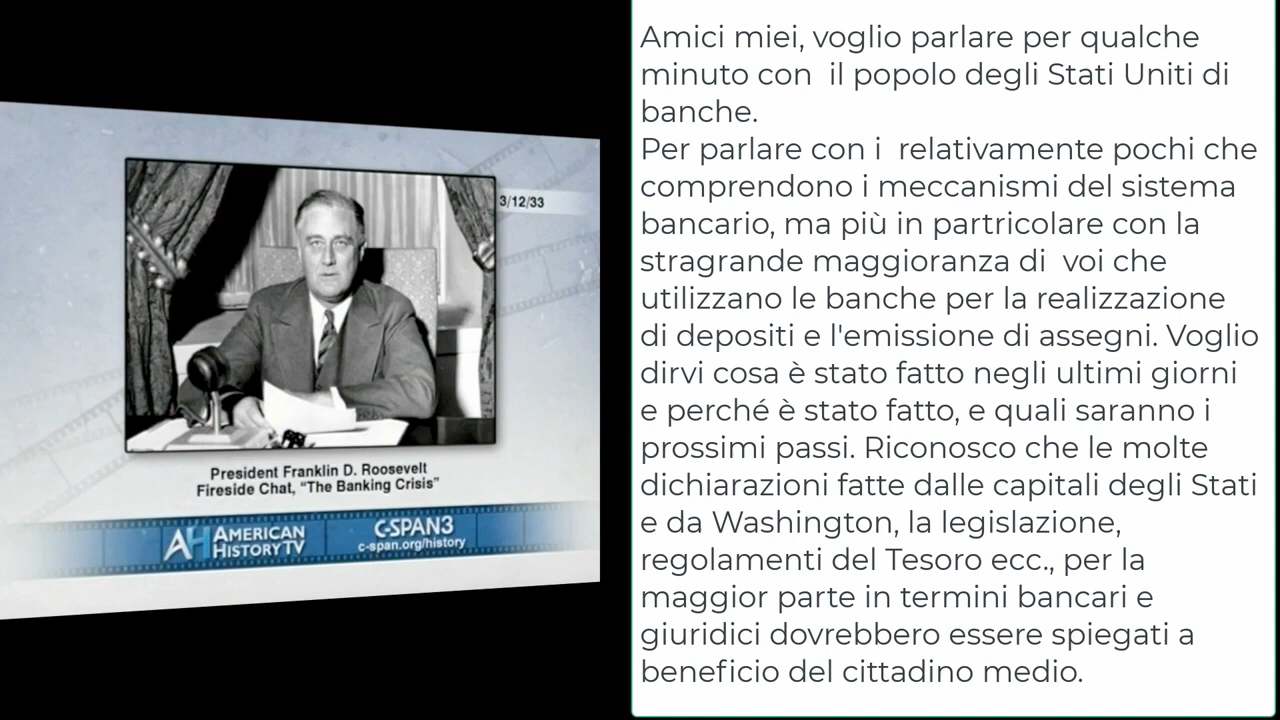 3/12/33
President Franklin D. Roosevelt
Fireside Chat, “The Banking Crisis”
AH AMERICAN HISTORY TV
C-SPAN3
c-span.org/history
Amici miei, voglio parlare per qualche
minuto con  il popolo degli Stati Uniti di
banche.
Per parlare con i  relativamente pochi che
comprendono i meccanismi del sistema
bancario, ma più in partricolare con la
stragrande maggioranza di  voi che
utilizzano le banche per la realizzazione
di depositi e l'emissione di assegni. Voglio
dirvi cosa è stato fatto negli ultimi giorni
e perché è stato fatto, e quali saranno i
prossimi passi. Riconosco che le molte
dichiarazioni fatte dalle capitali degli Stati
e da Washington, la legislazione,
regolamenti del Tesoro ecc., per la
maggior parte in termini bancari e
giuridici dovrebbero essere spiegati a
beneficio del cittadino medio.